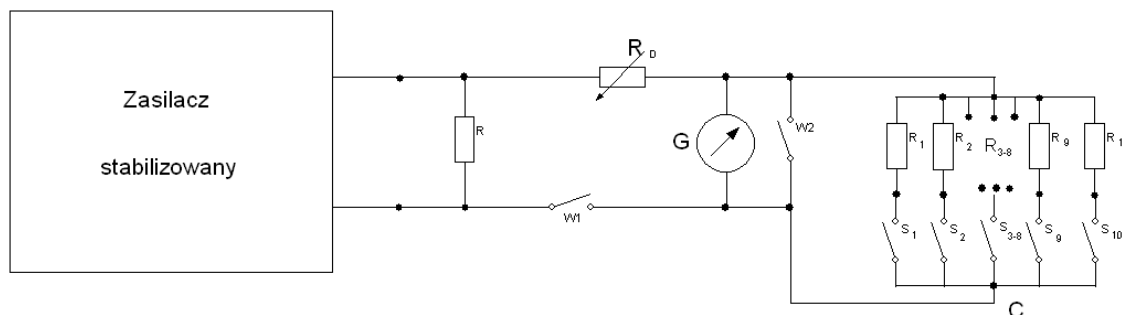 Zasilacz
stabilizowany
R
R D
G
W1
W2
R 1
R 2
R 3-8
R 9
R 1
S 1
S 2
S 3-8
S 9
S 10
C